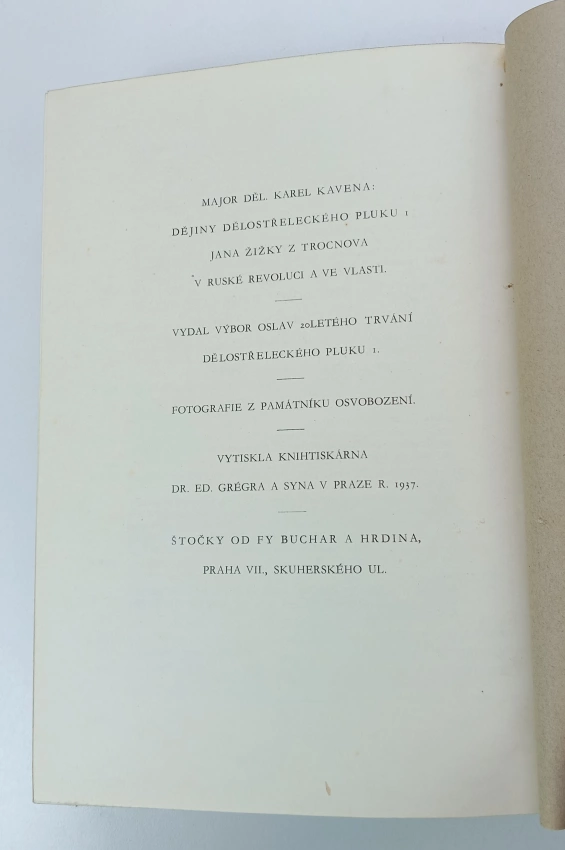 MAJOR DĚL. KAREL KAVENA:
DĚJINY DĚLOSTŘELECKÉHO PLUKU 1
JANA ŽIŽKY Z TROCNOVA
V RUSKÉ REVOLUCI A VE VLASTI.
VYDAL VÝBOR OSLAV 20LETÉHO TRVÁNÍ
DĚLOSTŘELECKÉHO PLUKU 1.
FOTOGRAFIE Z PAMÁTNÍKU OSVOBOZENÍ.
VYTISKLA KNIHTISKÁRNA
DR. ED. GRÉGRA A SYNA V PRAZE R. 1937.
ŠTOČKY OD FY BUCHAR A HRDINA,
PRAHA VII., SKUHERSKÉHO UL.